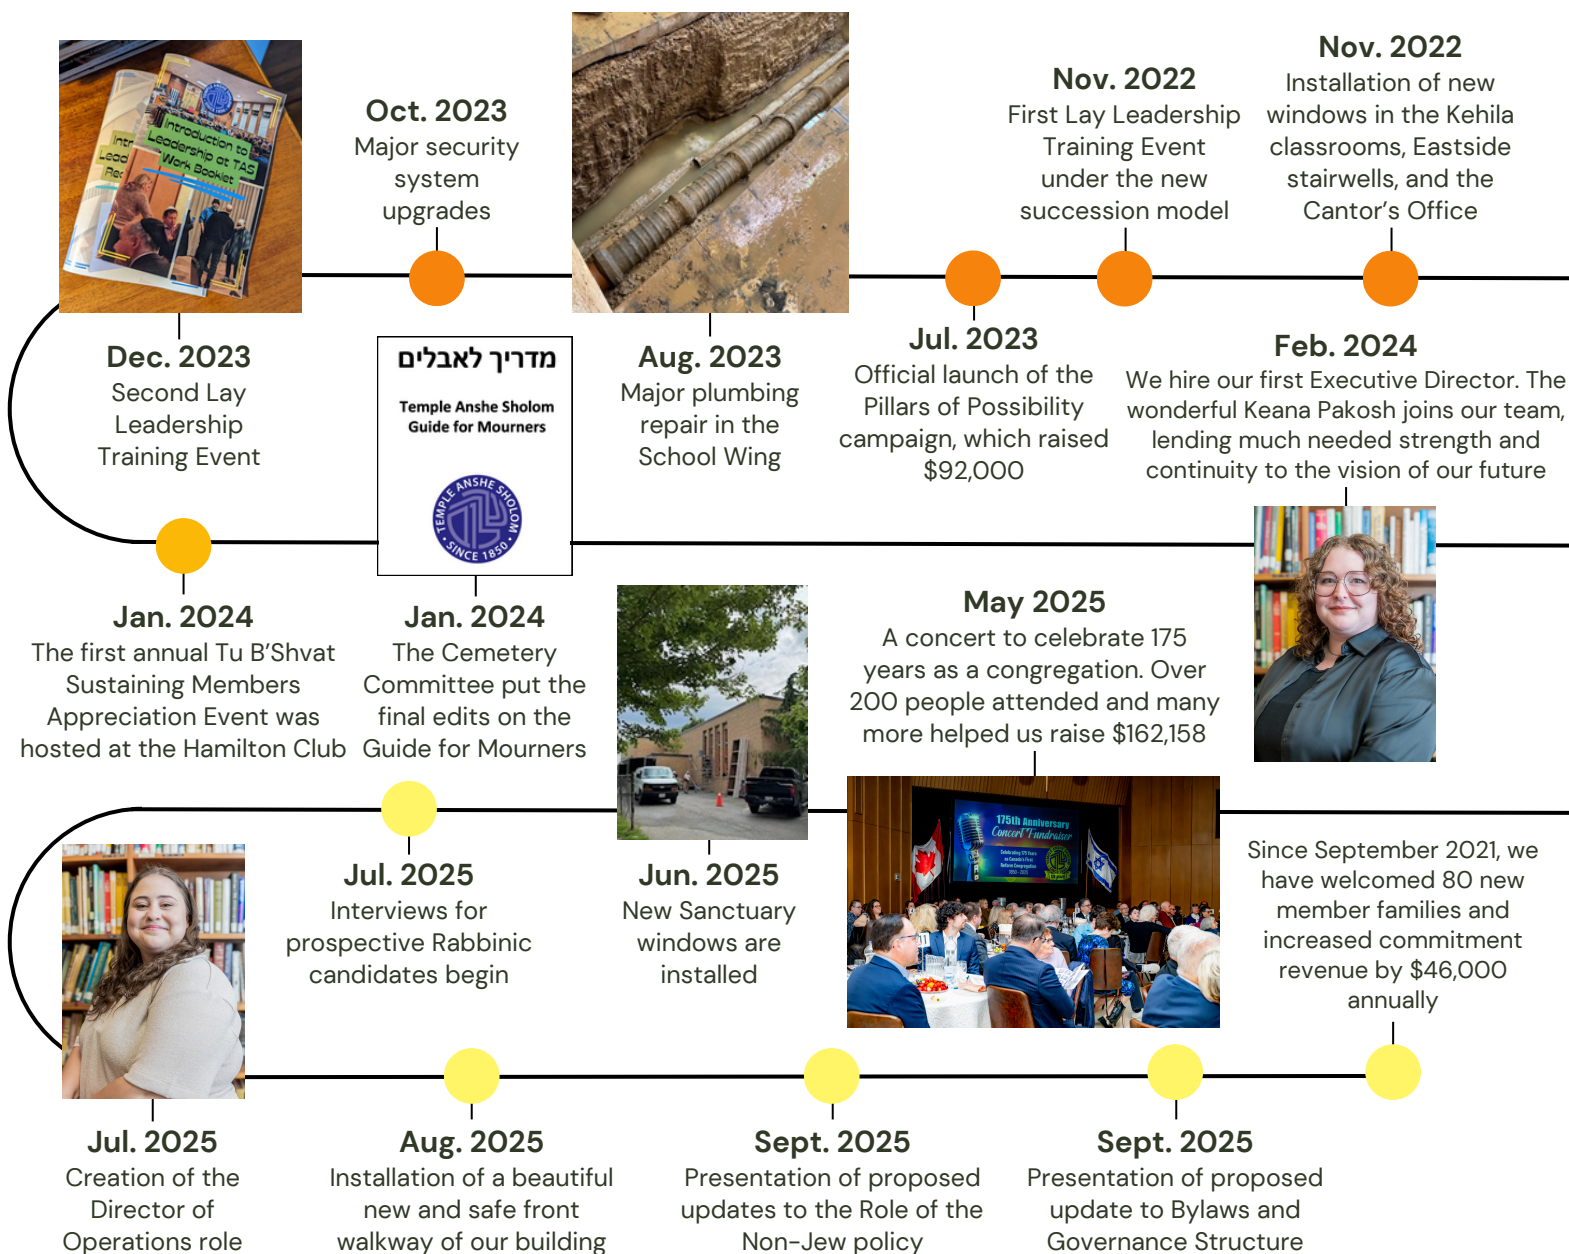 Nov. 2022
Installation of new
windows in the Kehila
classrooms, Eastside
stairwells, and the
Cantor's Office
Nov. 2022
First Lay Leadership
Training Event
under the new
succession model
Jul. 2023
Official launch of the
Pillars of Possibility
campaign, which raised
$92,000
Aug. 2023
Major plumbing
repair in the
School Wing
Oct. 2023
Major security
system
upgrades
Introduction to
Leadership at TAS
Work Booklet
Dec. 2023
Second Lay
Leadership
Training Event
Jan. 2024
The first annual Tu B'Shvat
Sustaining Members
Appreciation Event was
hosted at the Hamilton Club
מדריך לאבלים
Temple Anshe Sholom
Guide for Mourners
TEMPLE ANSHE SHOLOM
• SINCE 1850 •
Jan. 2024
The Cemetery
Committee put the
final edits on the
Guide for Mourners
Feb. 2024
We hire our first Executive Director. The
wonderful Keana Pakosh joins our team,
lending much needed strength and
continuity to the vision of our future
May 2025
A concert to celebrate 175
years as a congregation. Over
200 people attended and many
more helped us raise $162,158
175th Anniversary
Concert Fundraiser
Celebrating 175 Years
as Canada's First
Reform Congregation
1850 - 2025
Jun. 2025
New Sanctuary
windows are
installed
Jul. 2025
Interviews for
prospective Rabbinic
candidates begin
Jul. 2025
Creation of the
Director of
Operations role
Aug. 2025
Installation of a beautiful
new and safe front
walkway of our building
Sept. 2025
Presentation of proposed
updates to the Role of the
Non-Jew policy
Sept. 2025
Presentation of proposed
update to Bylaws and
Governance Structure
Since September 2021, we
have welcomed 80 new
member families and
increased commitment
revenue by $46,000
annually